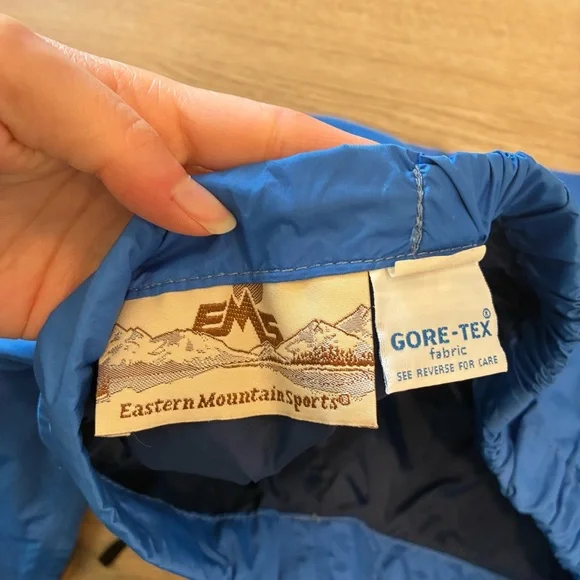 EMS
Eastern Mountain Sports®
GORE-TEX®
fabric
SEE REVERSE FOR CARE